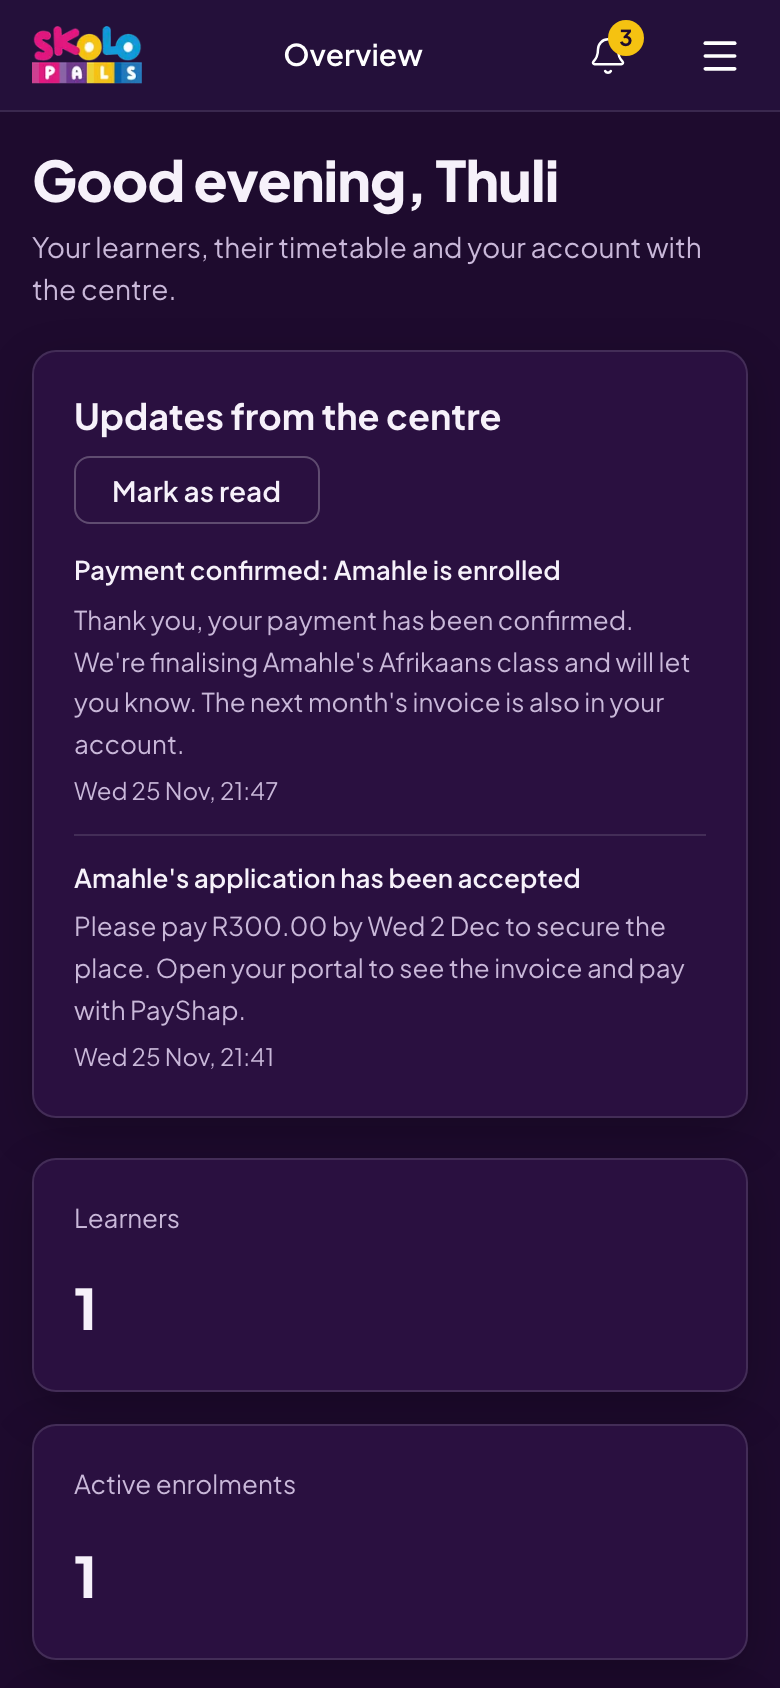 SKOLO
PALS
Overview
3
Good evening, Thuli
Your learners, their timetable and your account with
the centre.
Updates from the centre
Mark as read
Payment confirmed: Amahle is enrolled
Thank you, your payment has been confirmed.
We're finalising Amahle's Afrikaans class and will let
you know. The next month's invoice is also in your
account.
Wed 25 Nov, 21:47
Amahle's application has been accepted
Please pay R300.00 by Wed 2 Dec to secure the
place. Open your portal to see the invoice and pay
with PayShap.
Wed 25 Nov, 21:41
Learners
1
Active enrolments
1